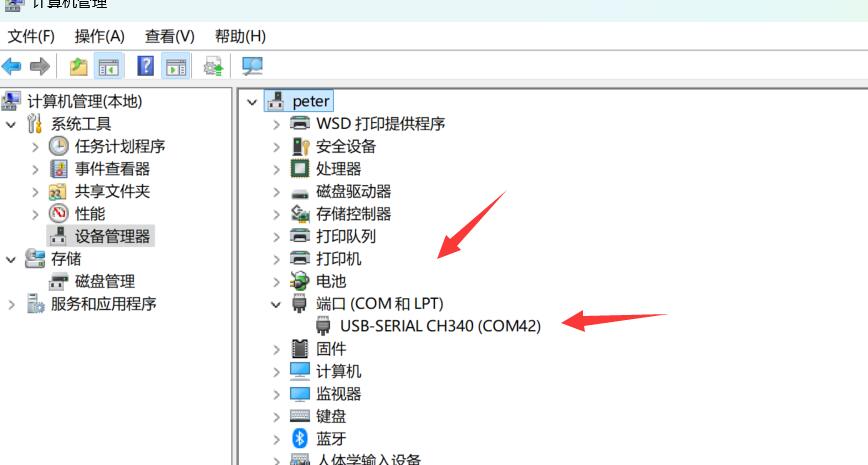 计算机管理
文件(F) 操作(A) 查看(V) 帮助(H)
计算机管理(本地)
系统工具
任务计划程序
事件查看器
共享文件夹
性能
设备管理器
存储
磁盘管理
服务和应用程序
peter
WSD 打印提供程序
安全设备
处理器
磁盘驱动器
存储控制器
打印队列
打印机
电池
端口 (COM 和 LPT)
USB-SERIAL CH340 (COM42)
固件
计算机
监视器
键盘
蓝牙
人体学输入设备